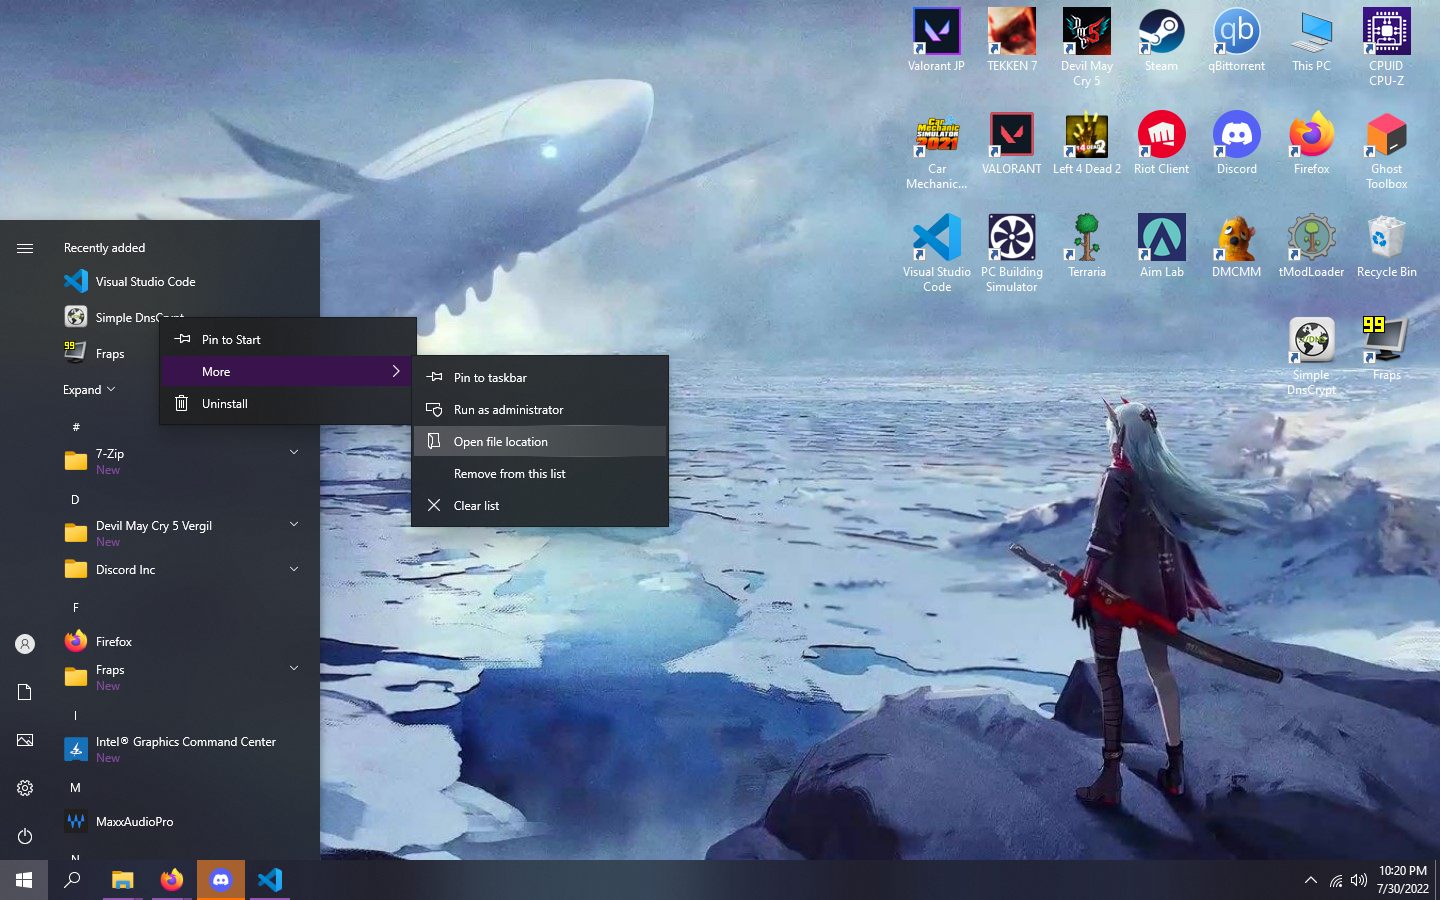 Valorant JP
TEKKEN 7
Devil May
Cry 5
Steam
qBittorrent
This PC
CPUID
CPU-Z
Car
Mechanic...
VALORANT
Left 4 Dead 2
Riot Client
Discord
Firefox
Ghost
Toolbox
Visual Studio
Code
PC Building
Simulator
Terraria
Aim Lab
DMCMM
tModLoader
Recycle Bin
Simple
DnsCrypt
99
Fraps
Recently added
Visual Studio Code
Simple DnsCrypt
99
Fraps
Expand
#
7-Zip
New
D
Devil May Cry 5 Vergil
New
Discord Inc
F
Firefox
Fraps
New
I
Intel® Graphics Command Center
New
M
MaxxAudioPro
N
Pin to Start
More
Uninstall
Pin to taskbar
Run as administrator
Open file location
Remove from this list
Clear list
10:20 PM
7/30/2022